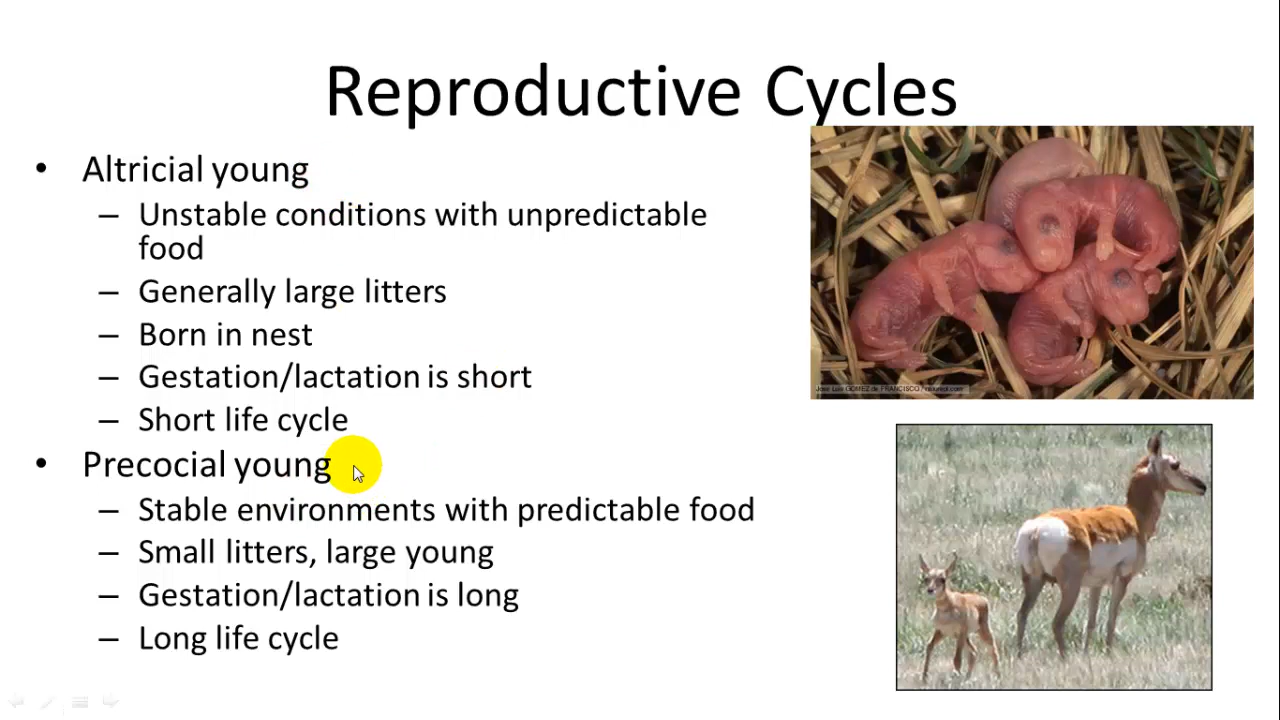 Reproductive Cycles
• Altricial young
– Unstable conditions with unpredictable
food
– Generally large litters
– Born in nest
– Gestation/lactation is short
– Short life cycle
• Precocial young
– Stable environments with predictable food
– Small litters, large young
– Gestation/lactation is long
– Long life cycle